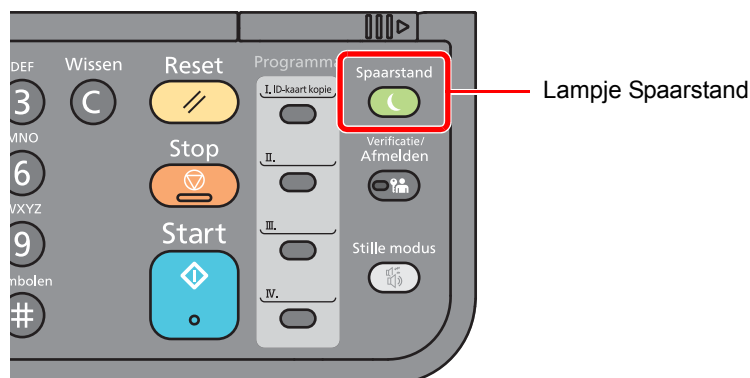 DEF
Wissen
Reset
Programma
Spaarstand
Lampje Spaarstand
3
C
I. ID-kaart kopie
MNO
Stop
II.
Verificatie/
Afmelden
6
WXYZ
Start
III.
Stille modus
9
mbolen
IV.
#